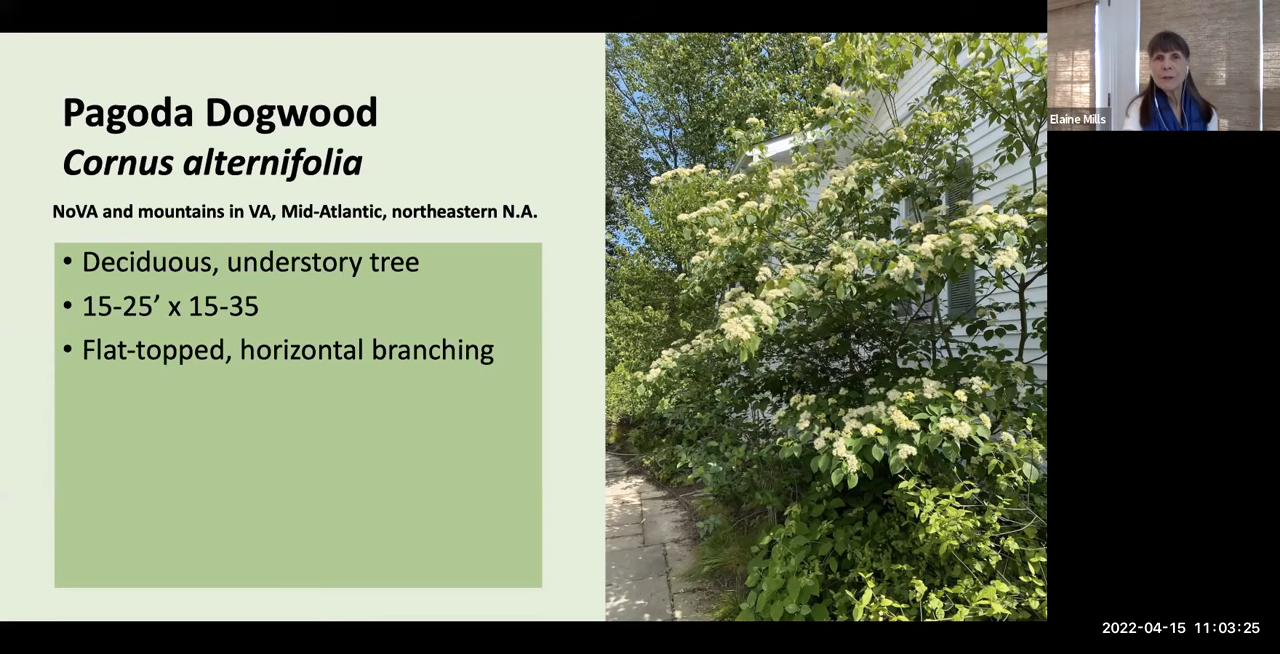 Pagoda Dogwood
Cornus alternifolia
NoVA and mountains in VA, Mid-Atlantic, northeastern N.A.
• Deciduous, understory tree
• 15-25’ x 15-35
• Flat-topped, horizontal branching
Elaine Mills
2022-04-15 11:03:25